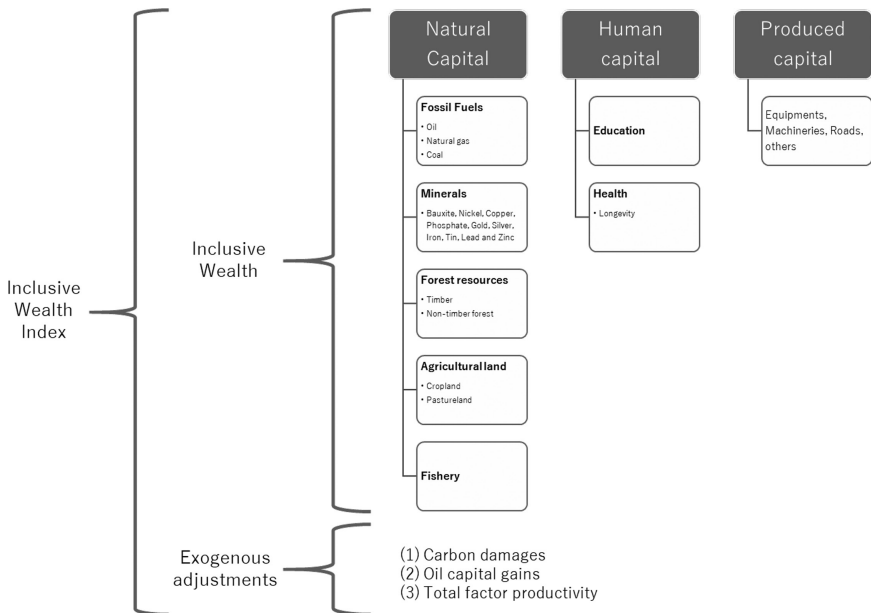 Inclusive
Wealth
Index
Inclusive
Wealth
Natural
Capital
Fossil Fuels
• Oil
• Natural gas
• Coal
Minerals
• Bauxite, Nickel, Copper,
Phosphate, Gold, Silver,
Iron, Tin, Lead and Zinc
Forest resources
• Timber
• Non-timber forest
Agricultural land
• Cropland
• Pastureland
Fishery
Human
capital
Education
Health
• Longevity
Produced
capital
Equipments,
Machineries, Roads,
others
Exogenous
adjustments
(1) Carbon damages
(2) Oil capital gains
(3) Total factor productivity